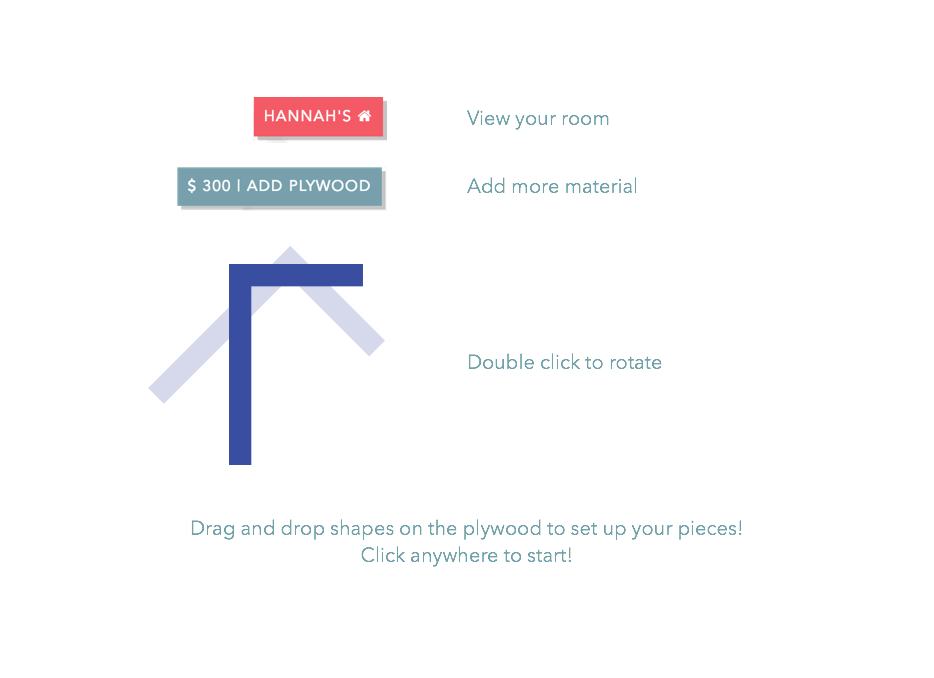 HANNAH'S
View your room
$ 300 | ADD PLYWOOD
Add more material
Double click to rotate
Drag and drop shapes on the plywood to set up your pieces!
Click anywhere to start!